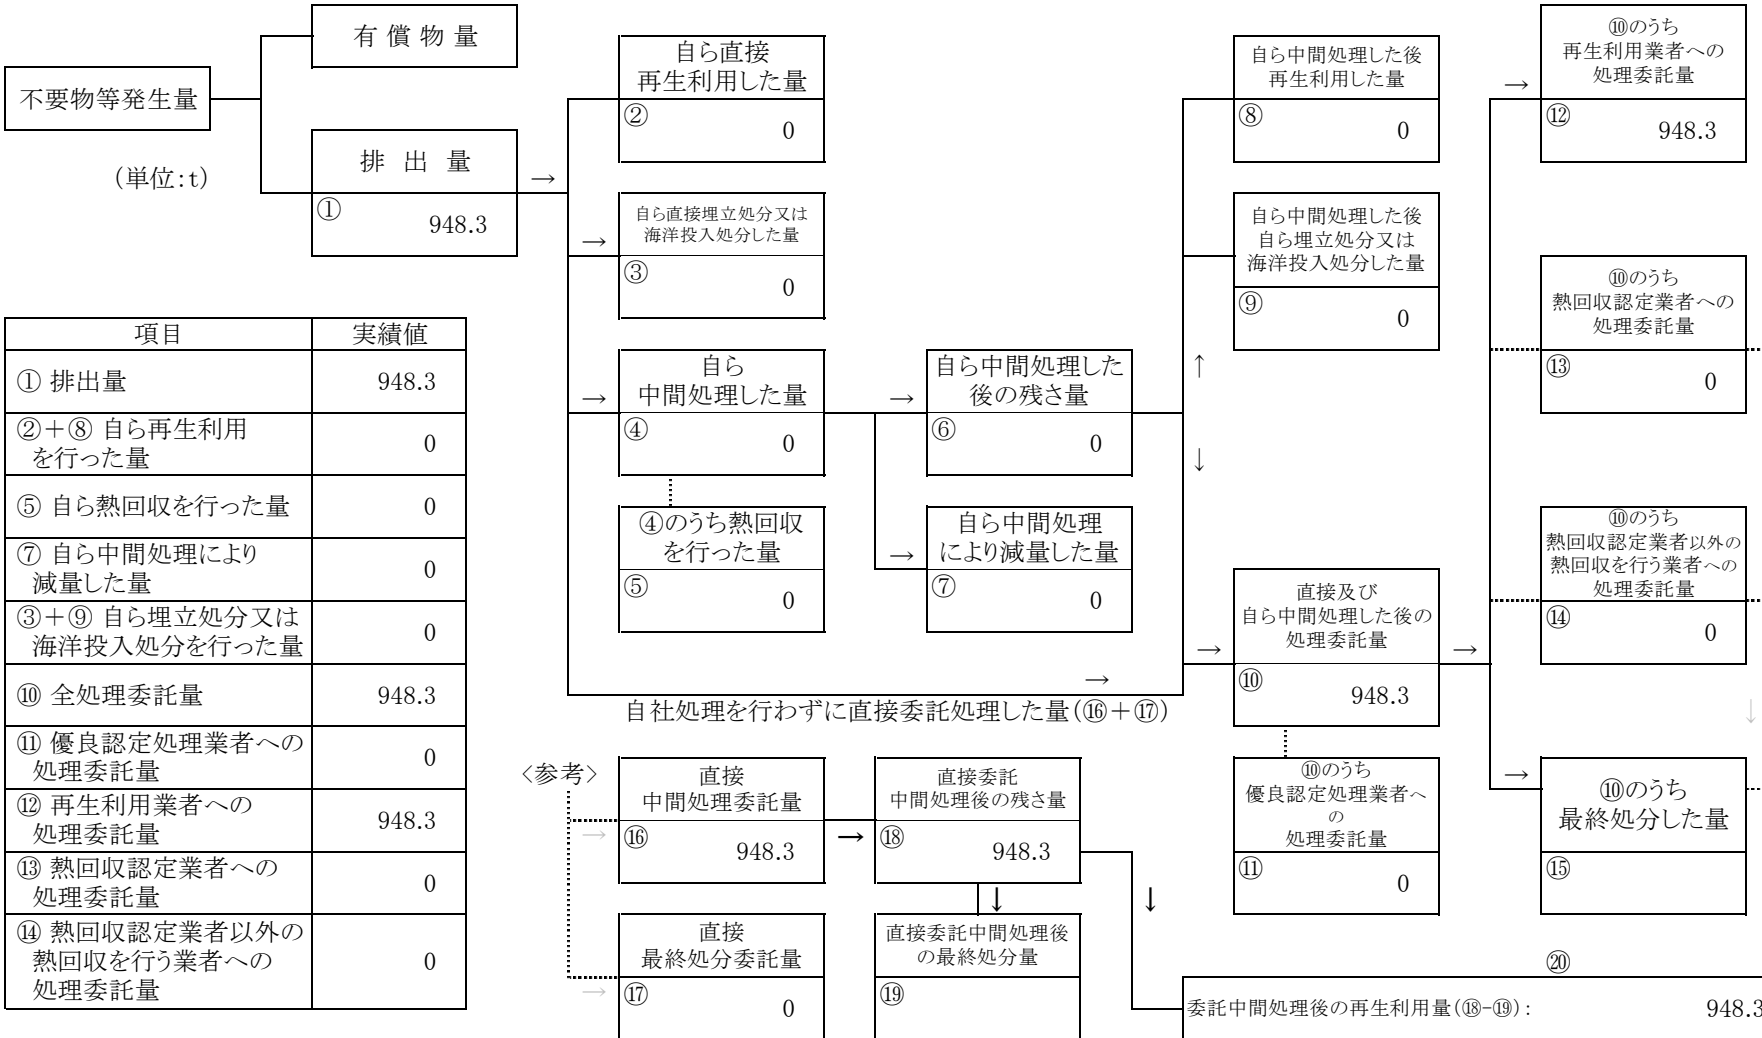 有 償 物 量
不要物等発生量
(単位:t)
排 出 量
→
①
948.3
自ら直接
再生利用した量
②
0
自ら直接埋立処分又は
海洋投入処分した量
→
③
0
自ら
中間処理した量
→
④
0
④のうち熱回収
を行った量
⑤
0
自ら中間処理した
後の残さ量
→
⑥
0
自ら中間処理
により減量した量
→
⑦
0
↑
↓
自ら中間処理した後
再生利用した量
⑧
0
自ら中間処理した後
自ら埋立処分又は
海洋投入処分した量
⑨
0
→
自社処理を行わずに直接委託処理した量(⑯+⑰)
→
直接及び
自ら中間処理した後の
処理委託量
⑩
948.3
→
⑩のうち
優良認定処理業者へ
の
処理委託量
⑪
0
→
⑩のうち
再生利用業者への
処理委託量
⑫
948.3
⑩のうち
熱回収認定業者への
処理委託量
⑬
0
⑩のうち
熱回収認定業者以外の
熱回収を行う業者への
処理委託量
⑭
0
↓
→
⑩のうち
最終処分した量
⑮
項目 実績値
① 排出量 948.3
②+⑧ 自ら再生利用
を行った量 0
⑤ 自ら熱回収を行った量 0
⑦ 自ら中間処理により
減量した量 0
③+⑨ 自ら埋立処分又は
海洋投入処分を行った量 0
⑩ 全処理委託量 948.3
⑪ 優良認定処理業者への
処理委託量 0
⑫ 再生利用業者への
処理委託量 948.3
⑬ 熱回収認定業者への
処理委託量 0
⑭ 熱回収認定業者以外の
熱回収を行う業者への
処理委託量 0
<参考>
→
直接
中間処理委託量
⑯
948.3
→
直接委託
中間処理後の残さ量
⑱
948.3
↓
↓
→
直接
最終処分委託量
⑰
0
直接委託中間処理後
の最終処分量
⑲
⑳
委託中間処理後の再生利用量(⑱-⑲): 948.3